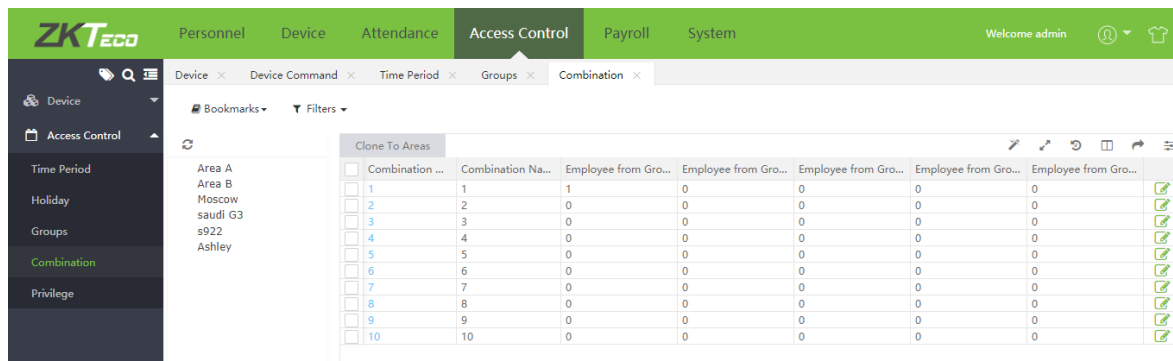 ZKTeco Personnel Device Attendance Access Control Payroll System Welcome admin
Device Device Command Time Period Groups Combination
Device
Access Control
Time Period
Holiday
Groups
Combination
Privilege
Bookmarks Filters
Area A
Area B
Moscow
saudi G3
s922
Ashley
Clone To Areas
Combination ... Combination Na... Employee from Gro... Employee from Gro... Employee from Gro... Employee from Gro... Employee from Gro...
1 1 1 0 0 0 0
2 2 0 0 0 0 0
3 3 0 0 0 0 0
4 4 0 0 0 0 0
5 5 0 0 0 0 0
6 6 0 0 0 0 0
7 7 0 0 0 0 0
8 8 0 0 0 0 0
9 9 0 0 0 0 0
10 10 0 0 0 0 0